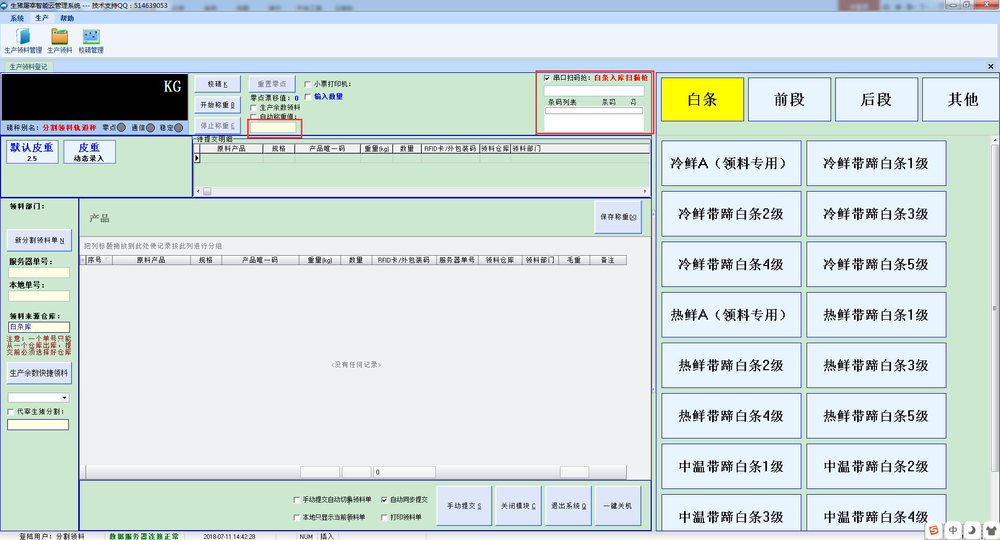 生猪屠宰智能云管理系统 --- 技术支持QQ：514639053
系统 生产 帮助
生产领料管理 生产领料 校磅管理
生产领料登记
KG
磅秤别名：分割领料轨道秤 零点 通信 稳定
校磅 K
开始称重 B
停止称重 E
重置零点
零点漂移值： 0
生产余数领料
自动称重值：
小票打印机：
输入数量
串口扫码抢：白条入库扫描枪
条码列表 条码 码
白条 前段 后段 其他
默认皮重
2.5
皮重
动态录入
待提交明细
原料产品 规格 产品唯一码 重量(kg) 数量 RFID卡/外包装码 领料仓库 领料部门
领料部门：
新分割领料单 N
服务器单号：
本地单号：
领料来源仓库：
白条库
注意：一个单号只能
从一个仓库出库，提
交前必须选择好仓库
生产余数快捷领料
代宰生猪分割：
产品
保存称重(X)
把列标题拖放到此处使记录按此列进行分组
序号 原料产品 规格 产品唯一码 重量(kg) 数量 RFID卡/外包装码 服务器单号 领料仓库 领料部门 毛重 备注
<没有任何记录>
0
手动提交自动切换领料单
自动同步提交
本地只显示当前领料单
打印领料单
手动提交 S
关闭模块 C
退出系统 Q
一键关机
冷鲜A（领料专用） 冷鲜带蹄白条1级
冷鲜带蹄白条2级 冷鲜带蹄白条3级
冷鲜带蹄白条4级 冷鲜带蹄白条5级
热鲜A（领料专用） 热鲜带蹄白条1级
热鲜带蹄白条2级 热鲜带蹄白条3级
热鲜带蹄白条4级 热鲜带蹄白条5级
中温带蹄白条1级 中温带蹄白条2级
中温带蹄白条3级 中温带蹄白条4级
登陆用户：分割领料 数据服务器连接正常 2018-07-11 14:42:28 NUM 插入
中